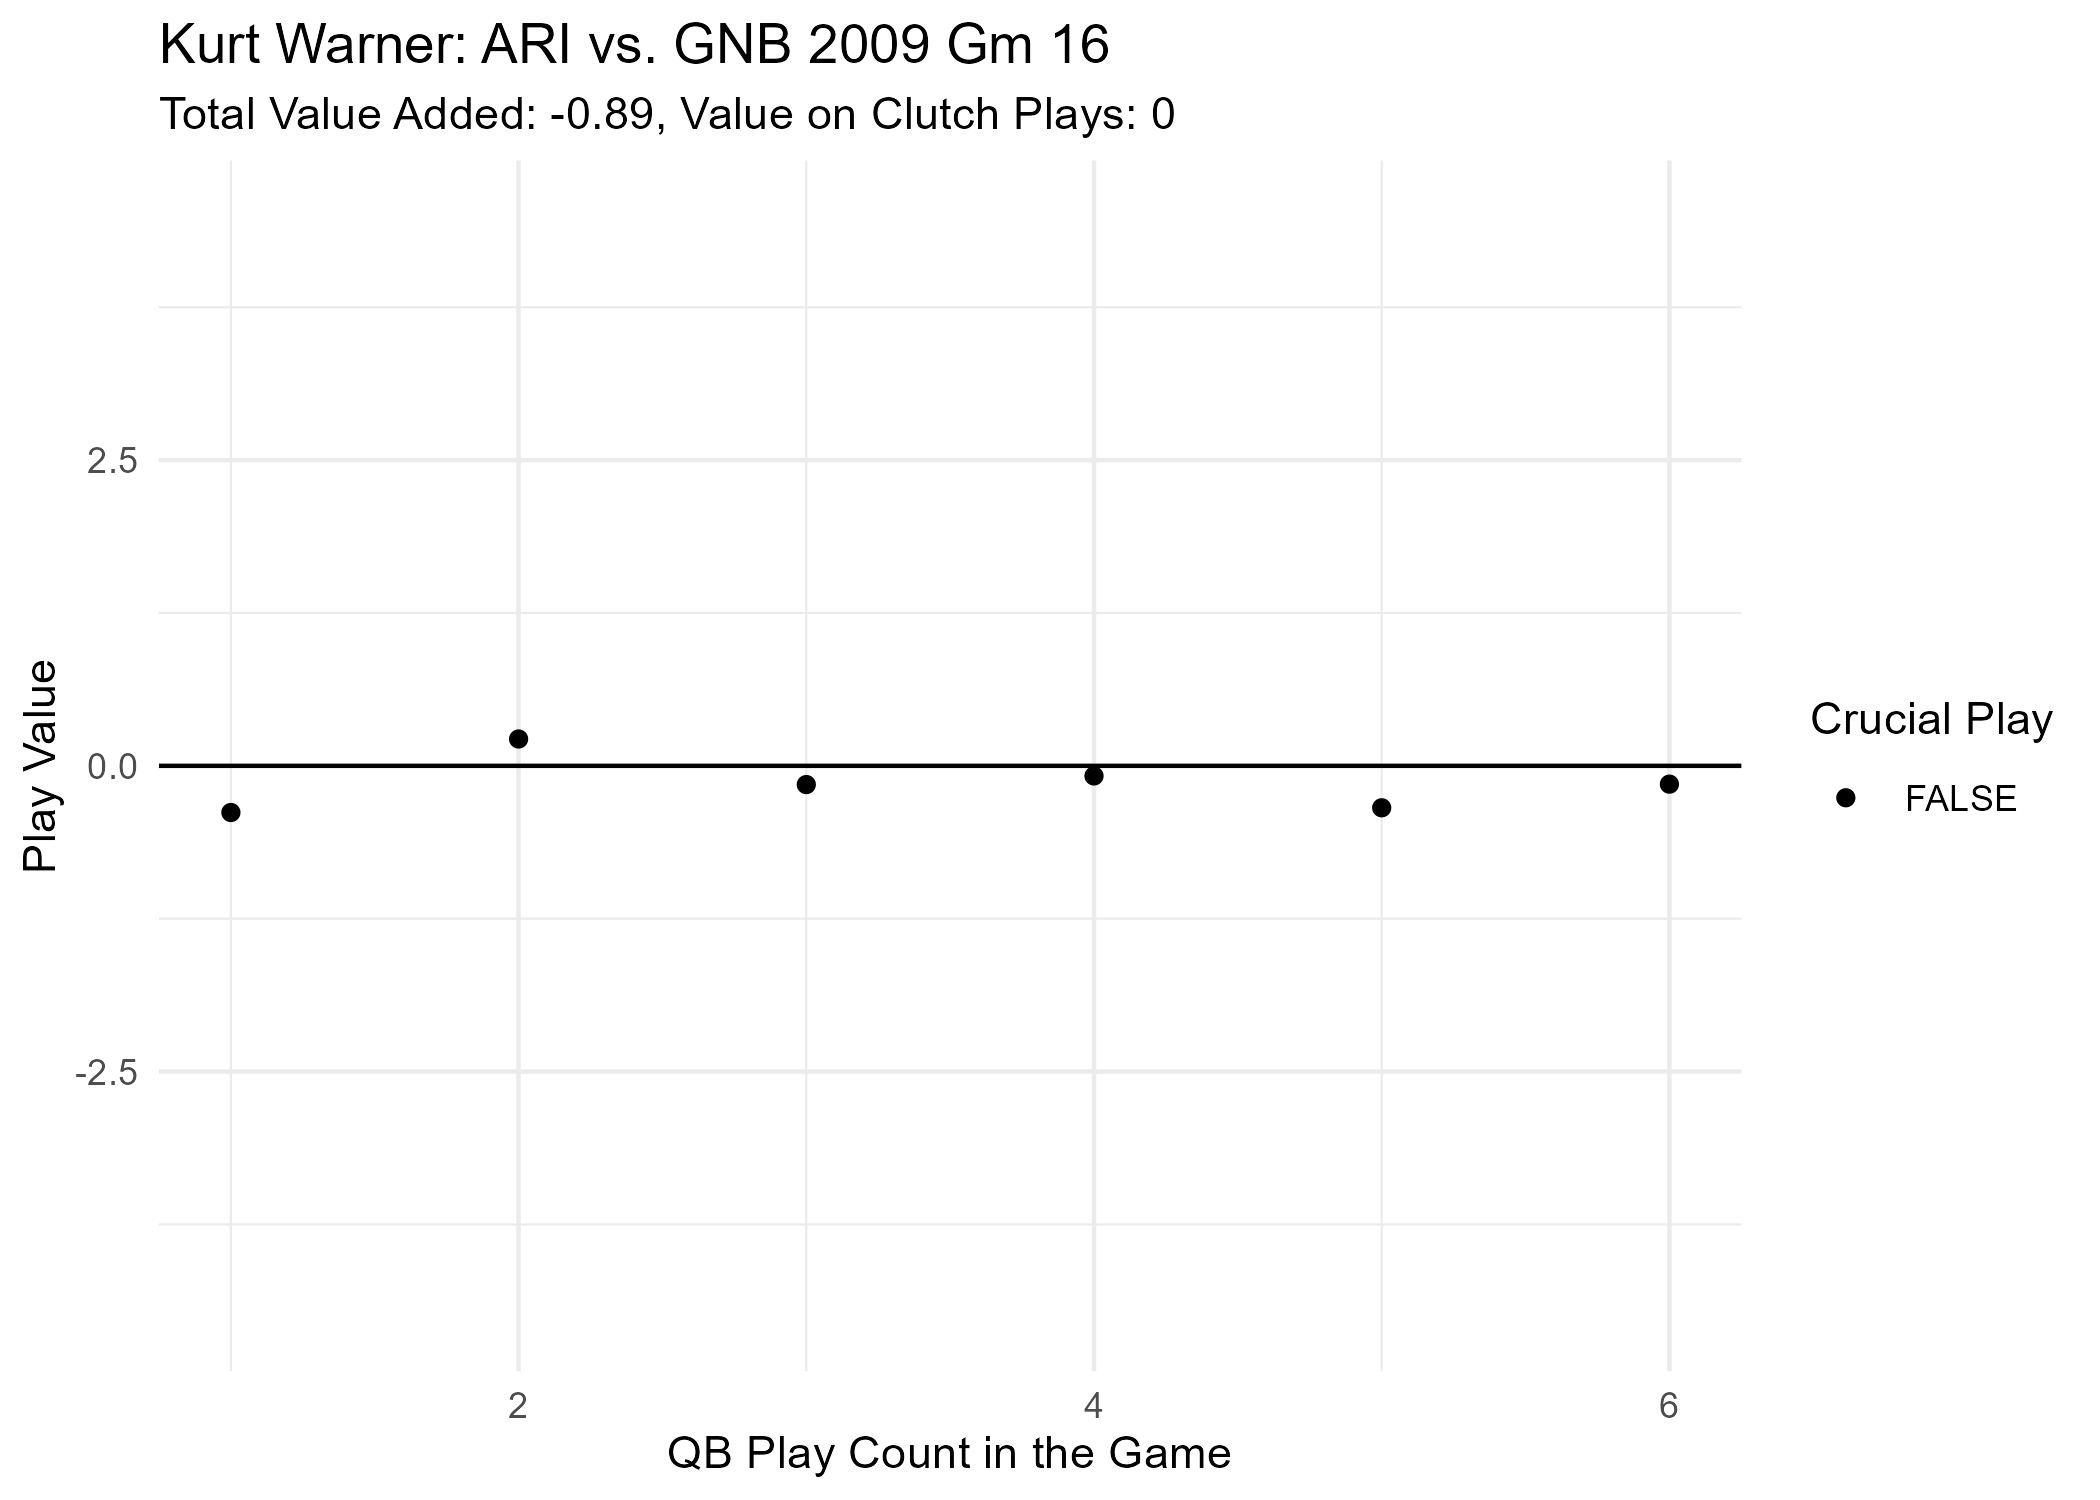 Kurt Warner: ARI vs. GNB 2009 Gm 16
Total Value Added: -0.89, Value on Clutch Plays: 0
Play Value
2.5
0.0
-2.5
2
4
6
QB Play Count in the Game
Crucial Play
FALSE